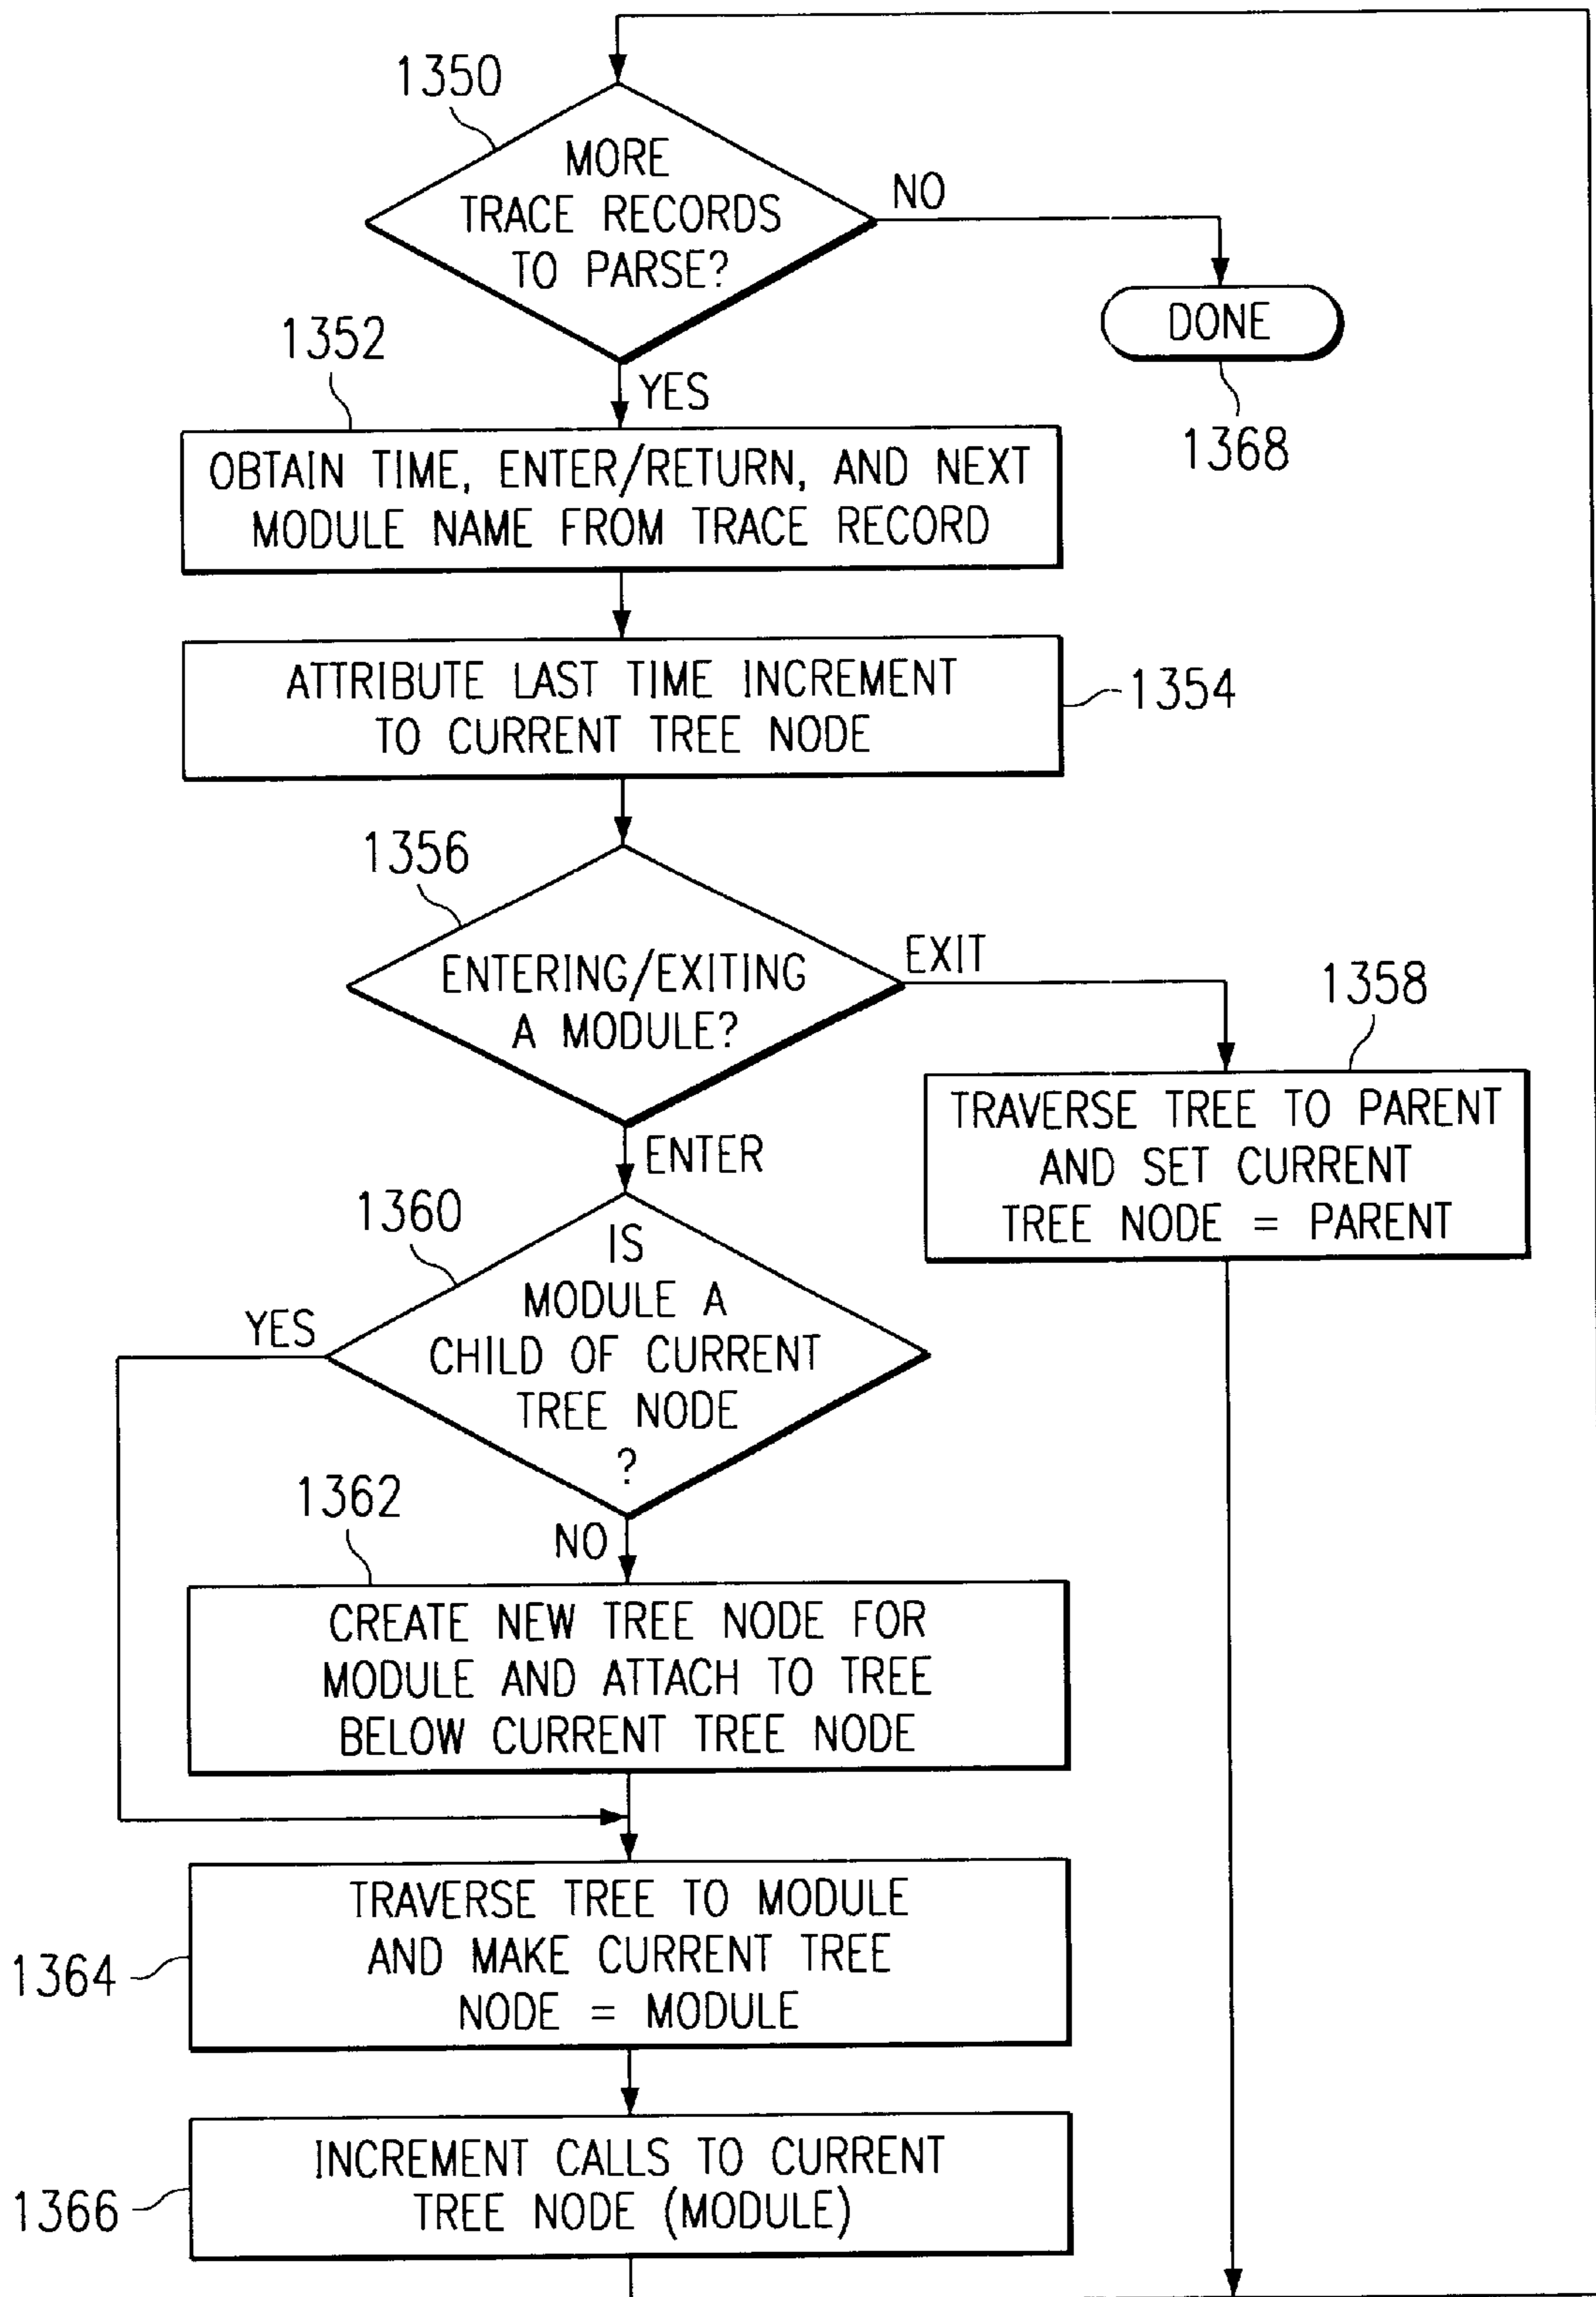 1350
MORE
TRACE RECORDS
TO PARSE?
NO
DONE
1368
YES
1352
OBTAIN TIME, ENTER/RETURN, AND NEXT
MODULE NAME FROM TRACE RECORD
ATTRIBUTE LAST TIME INCREMENT
TO CURRENT TREE NODE
1354
1356
ENTERING/EXITING
A MODULE?
EXIT
1358
TRAVERSE TREE TO PARENT
AND SET CURRENT
TREE NODE = PARENT
ENTER
1360
IS
MODULE A
CHILD OF CURRENT
TREE NODE
?
YES
NO
1362
CREATE NEW TREE NODE FOR
MODULE AND ATTACH TO TREE
BELOW CURRENT TREE NODE
TRAVERSE TREE TO MODULE
AND MAKE CURRENT TREE
NODE = MODULE
1364
INCREMENT CALLS TO CURRENT
TREE NODE (MODULE)
1366